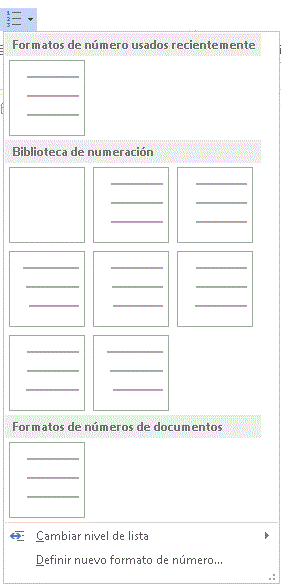 Formatos de número usados recientemente
Biblioteca de numeración
Formatos de números de documentos
Cambiar nivel de lista
Definir nuevo formato de número...